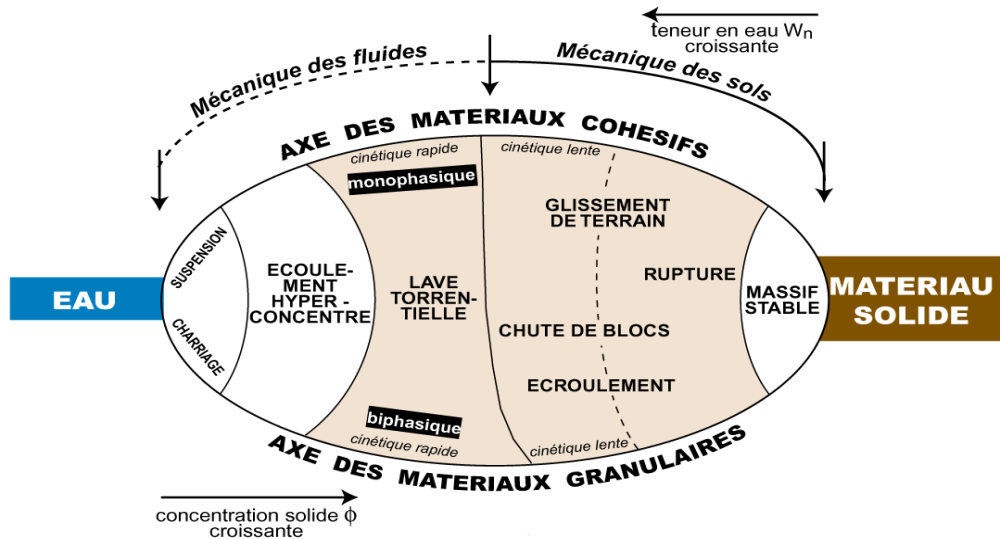 teneur en eau Wn
croissante
Mécanique des fluides
Mécanique des sols
AXE DES MATERIAUX COHESIFS
cinétique rapide
cinétique lente
monophasique
GLISSEMENT
DE TERRAIN
SUSPENSION
ECOULE-
MENT
HYPER -
CONCENTRE
LAVE
TORREN-
TIELLE
RUPTURE
EAU
MASSIF
STABLE
MATERIAU
SOLIDE
CHARRIAGE
CHUTE DE BLOCS
ECROULEMENT
biphasique
cinétique rapide
cinétique lente
AXE DES MATERIAUX GRANULAIRES
concentration solide ϕ
croissante